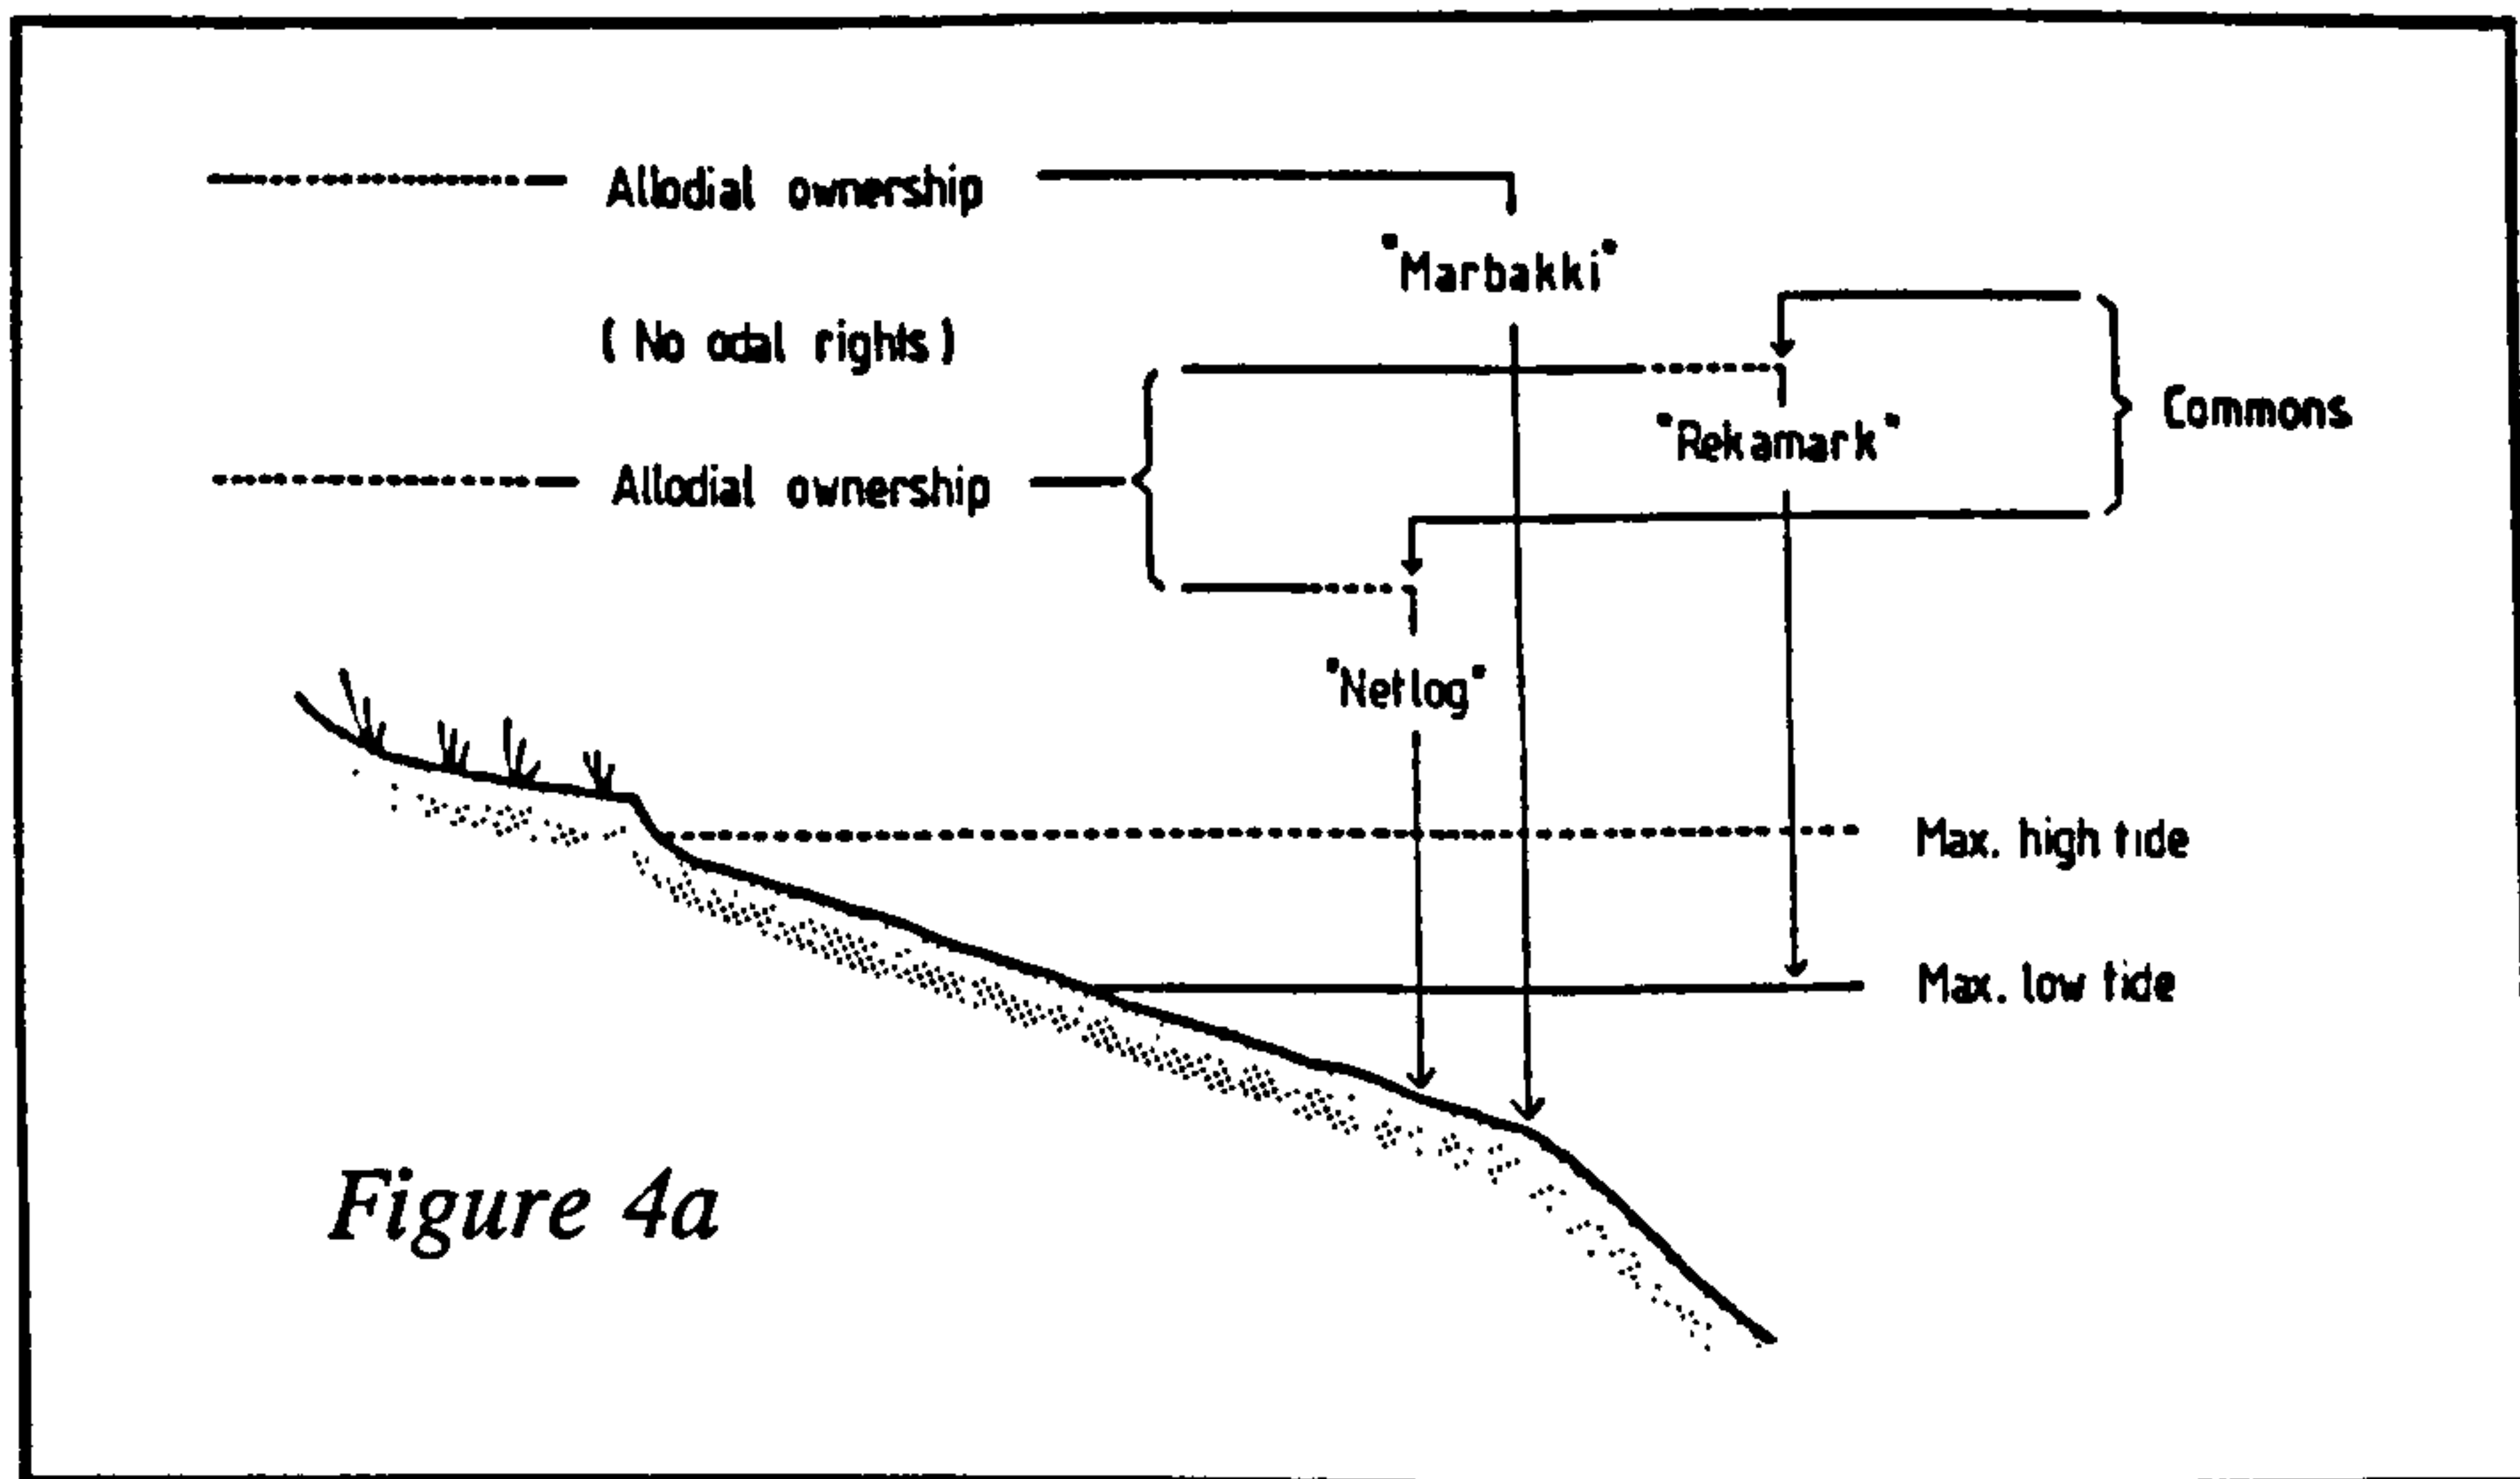 Allodial ownership
"Marbakki"
(No odal rights)
Commons
"Rekamark"
Allodial ownership
"Netlog"
Max. high tide
Max. low tide
Figure 4a